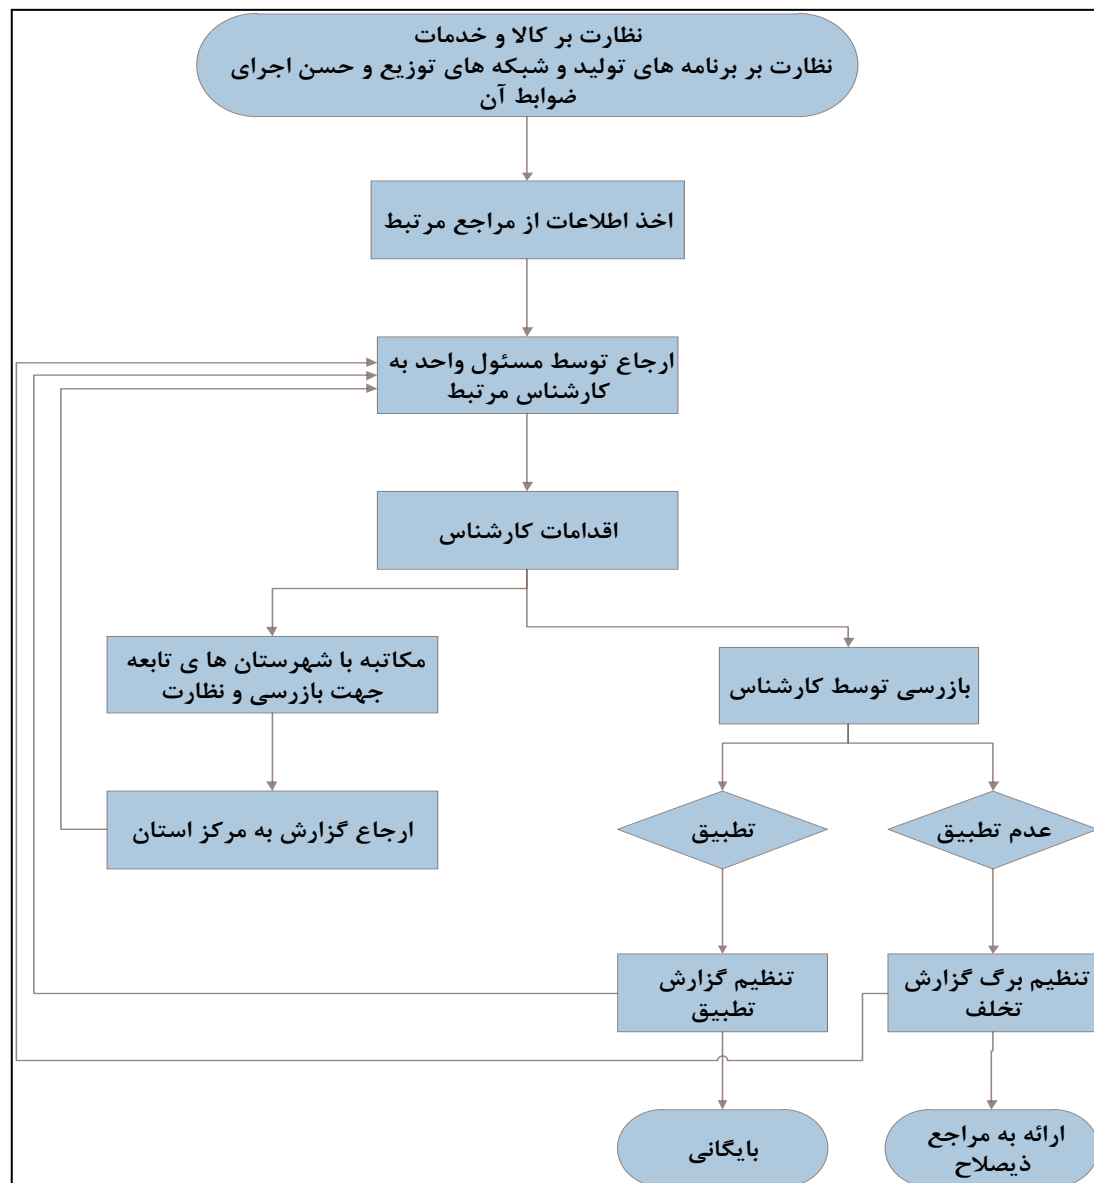 نظارت بر کالا و خدمات
نظارت بر برنامه های تولید و شبکه های توزیع و حسن اجرای
ضوابط آن
اخذ اطلاعات از مراجع مرتبط
ارجاع توسط مسئول واحد به
کارشناس مرتبط
اقدامات کارشناس
مکاتبه با شهرستان ها ی تابعه
جهت بازرسی و نظارت
بازرسی توسط کارشناس
ارجاع گزارش به مرکز استان
عدم تطبیق
تطبیق
تنظیم برگ گزارش
تخلف
تنظیم گزارش
تطبیق
ارائه به مراجع
ذیصلاح
بایگانی